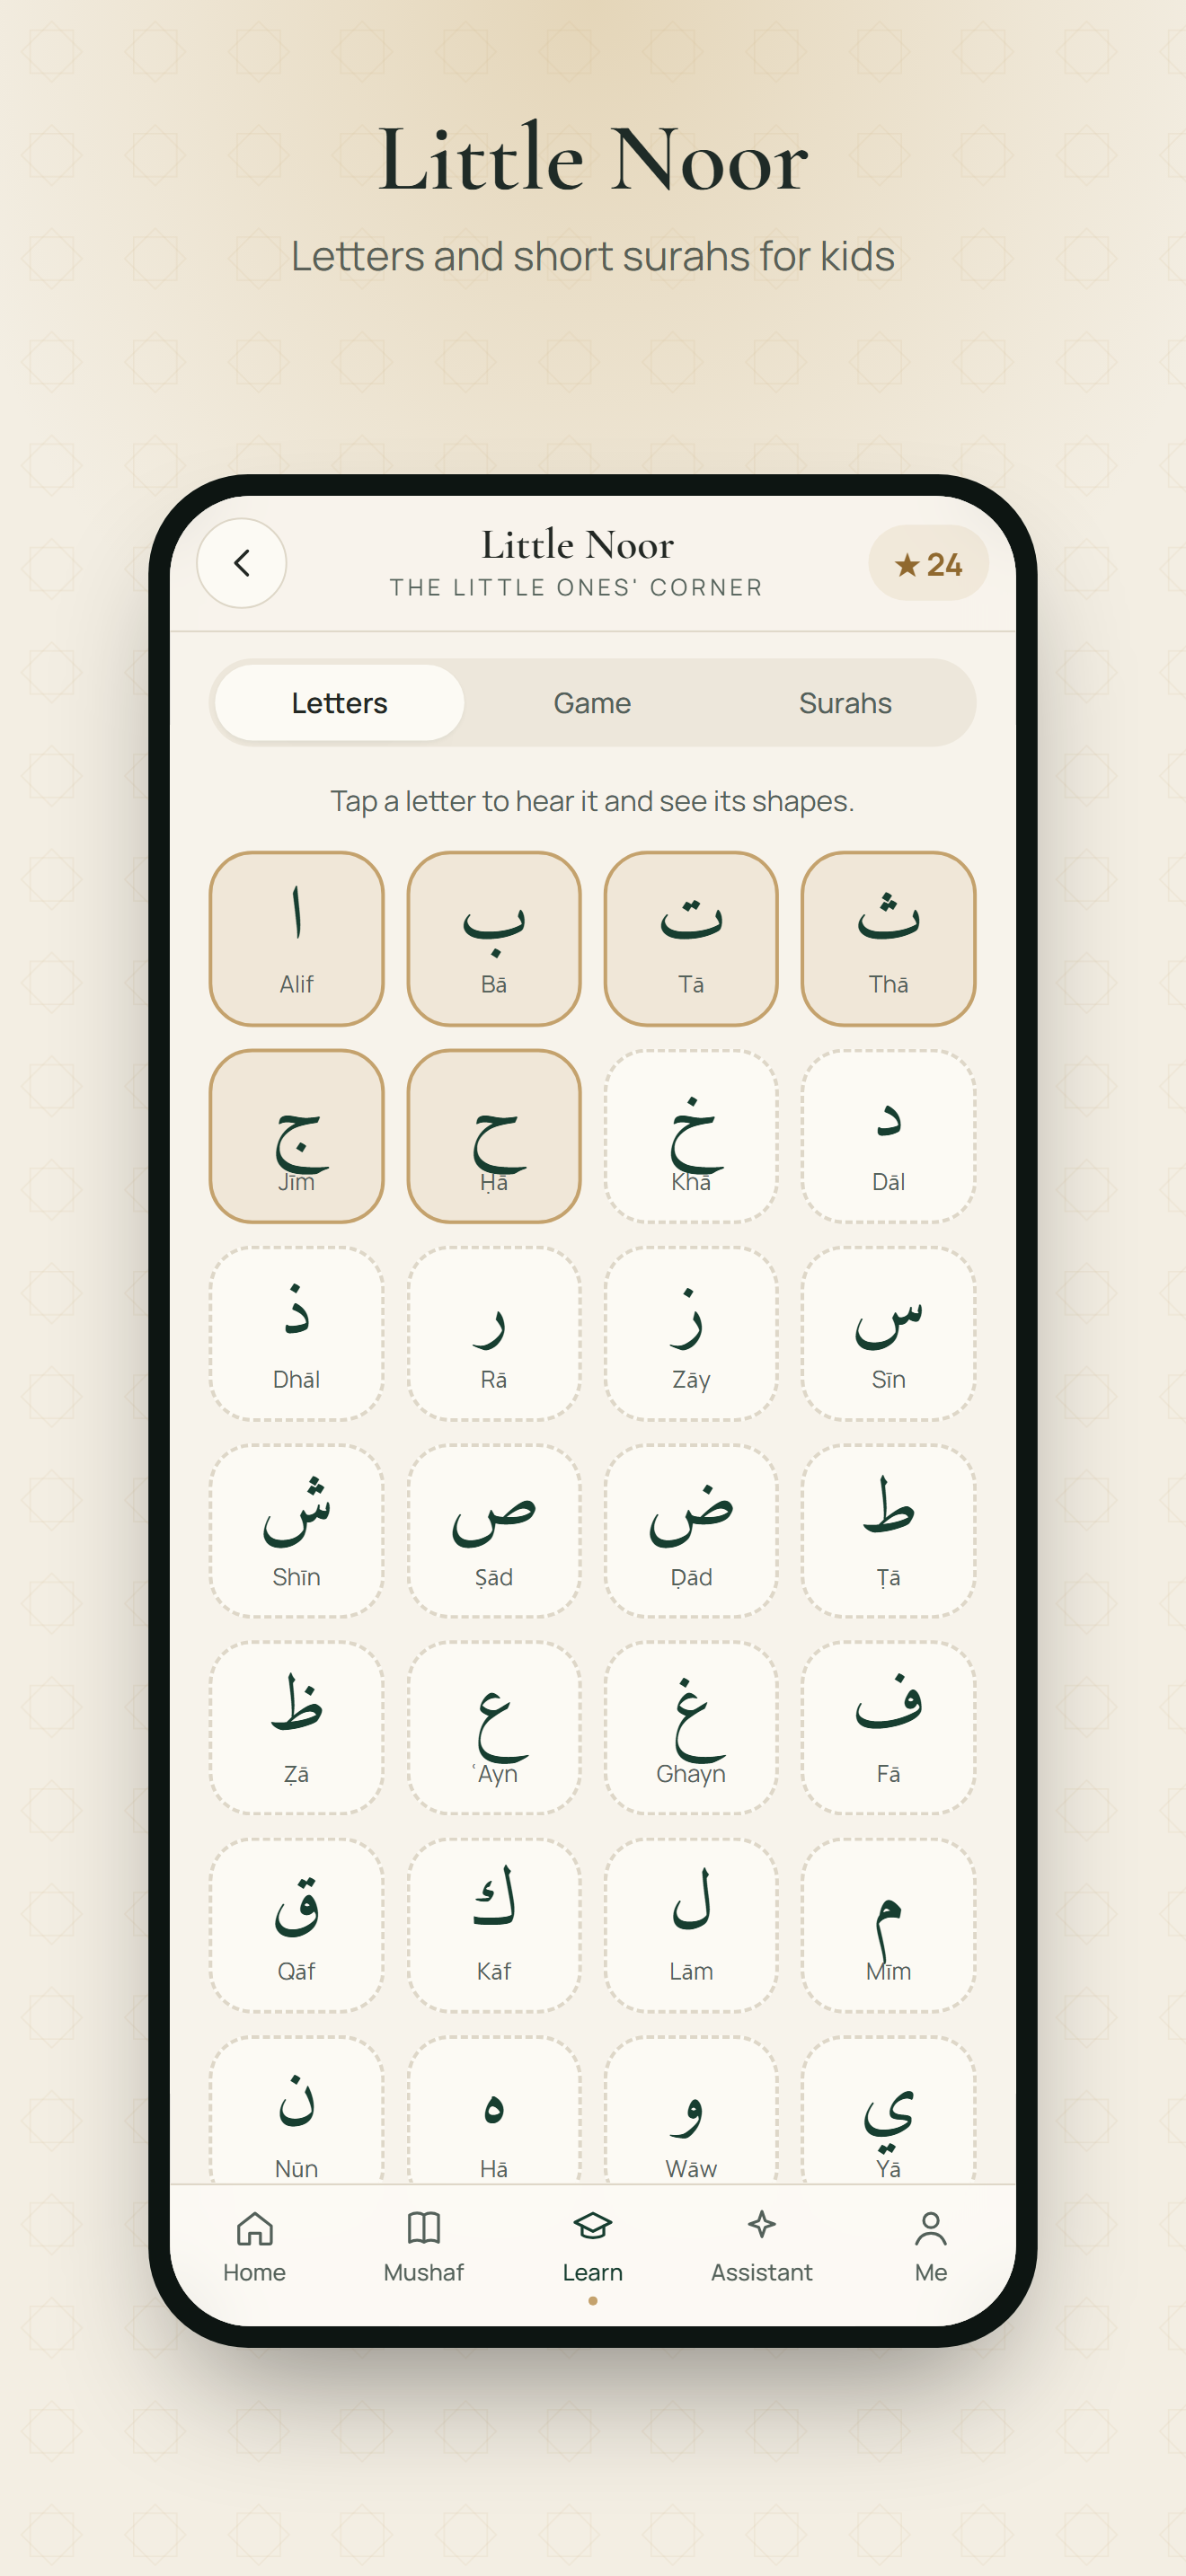 Little Noor
Letters and short surahs for kids
Little Noor
THE LITTLE ONES' CORNER
★ 24
Letters Game Surahs
Tap a letter to hear it and see its shapes.
ا ب ت ث
Alif Bā Tā Thā
ج ح خ د
Jīm Ḥā Khā Dāl
ذ ر ز س
Dhāl Rā Zāy Sīn
ش ص ض ط
Shīn Ṣād Ḍād Ṭā
ظ ع غ ف
Ẓā ʿAyn Ghayn Fā
ق ك ل م
Qāf Kāf Lām Mīm
ن ه و ي
Nūn Hā Wāw Yā
Home Mushaf Learn Assistant Me